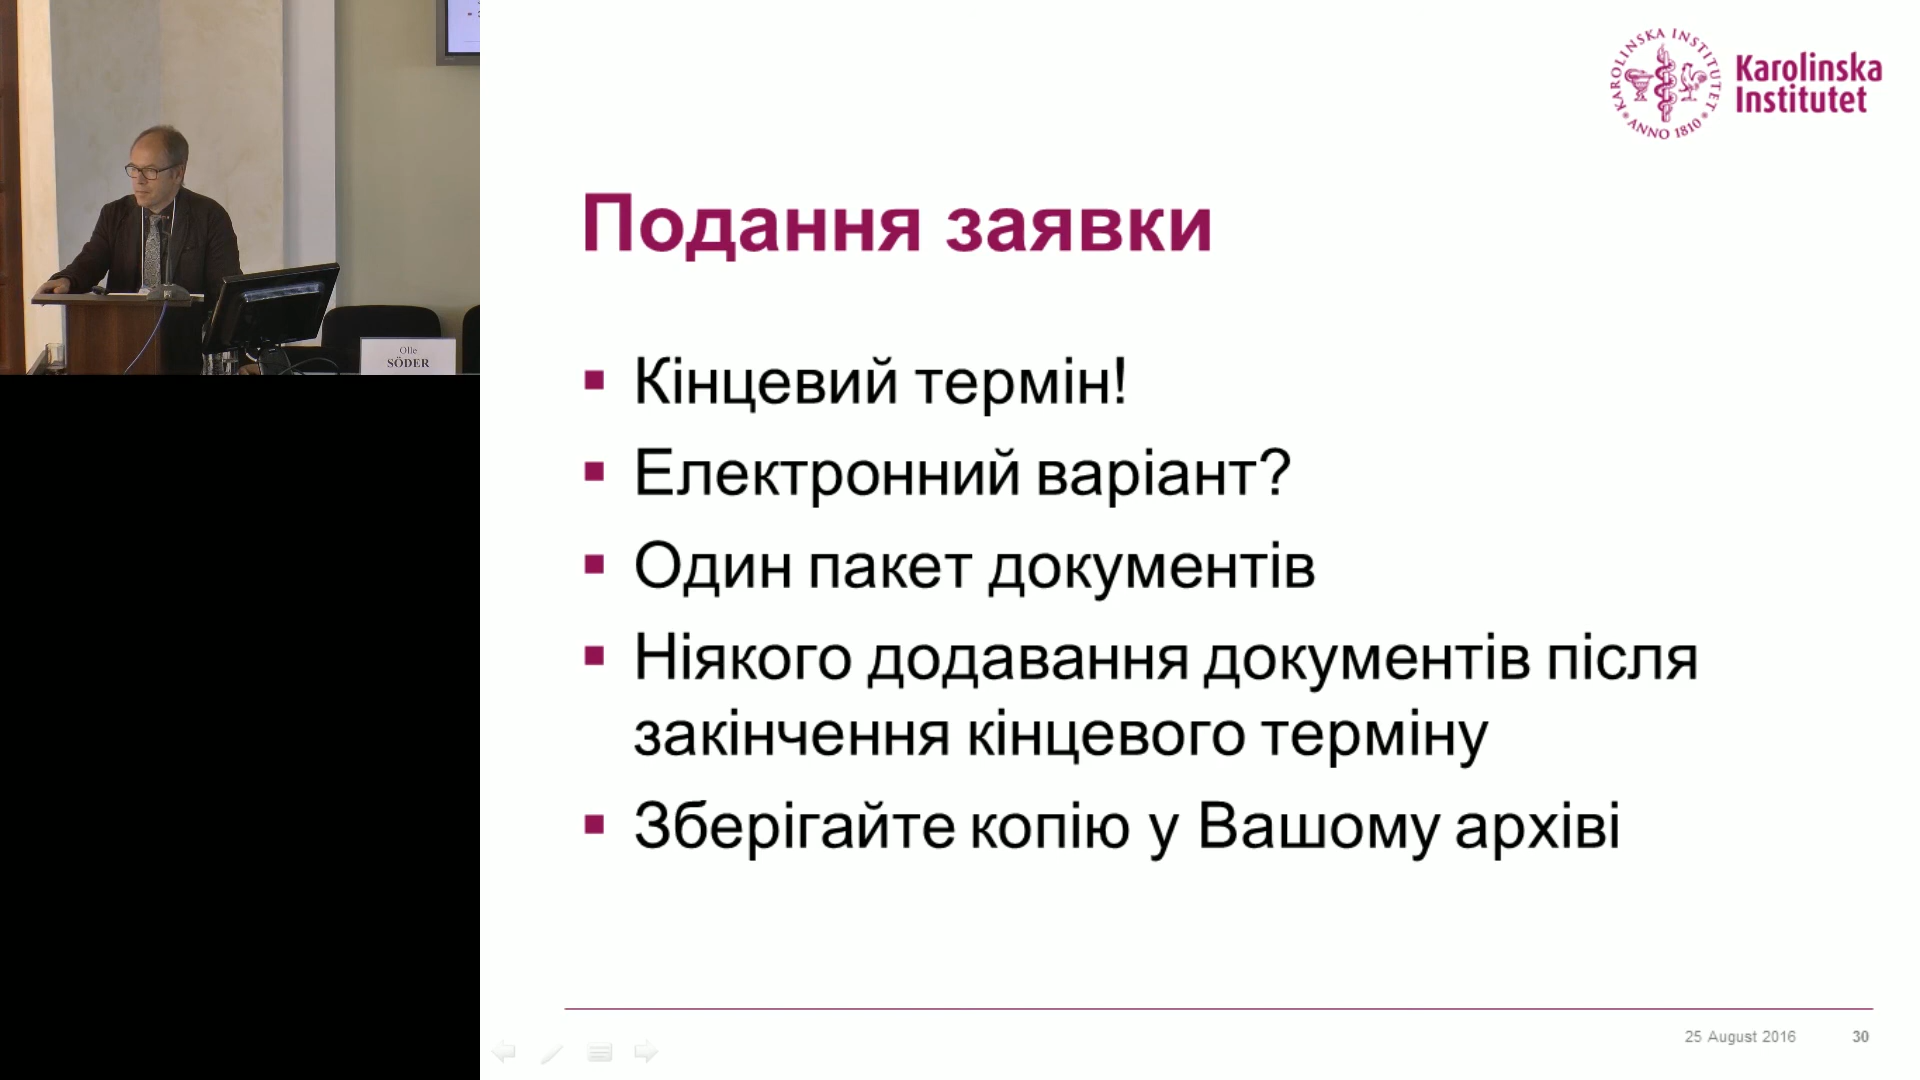 KAROLINSKA INSTITUTET
ANNO 1810
Karolinska
Institutet
Подання заявки
Кінцевий термін!
Електронний варіант?
Один пакет документів
Ніякого додавання документів після
закінчення кінцевого терміну
Зберігайте копію у Вашому архіві
Olle
SÖDER
25 August 2016
30